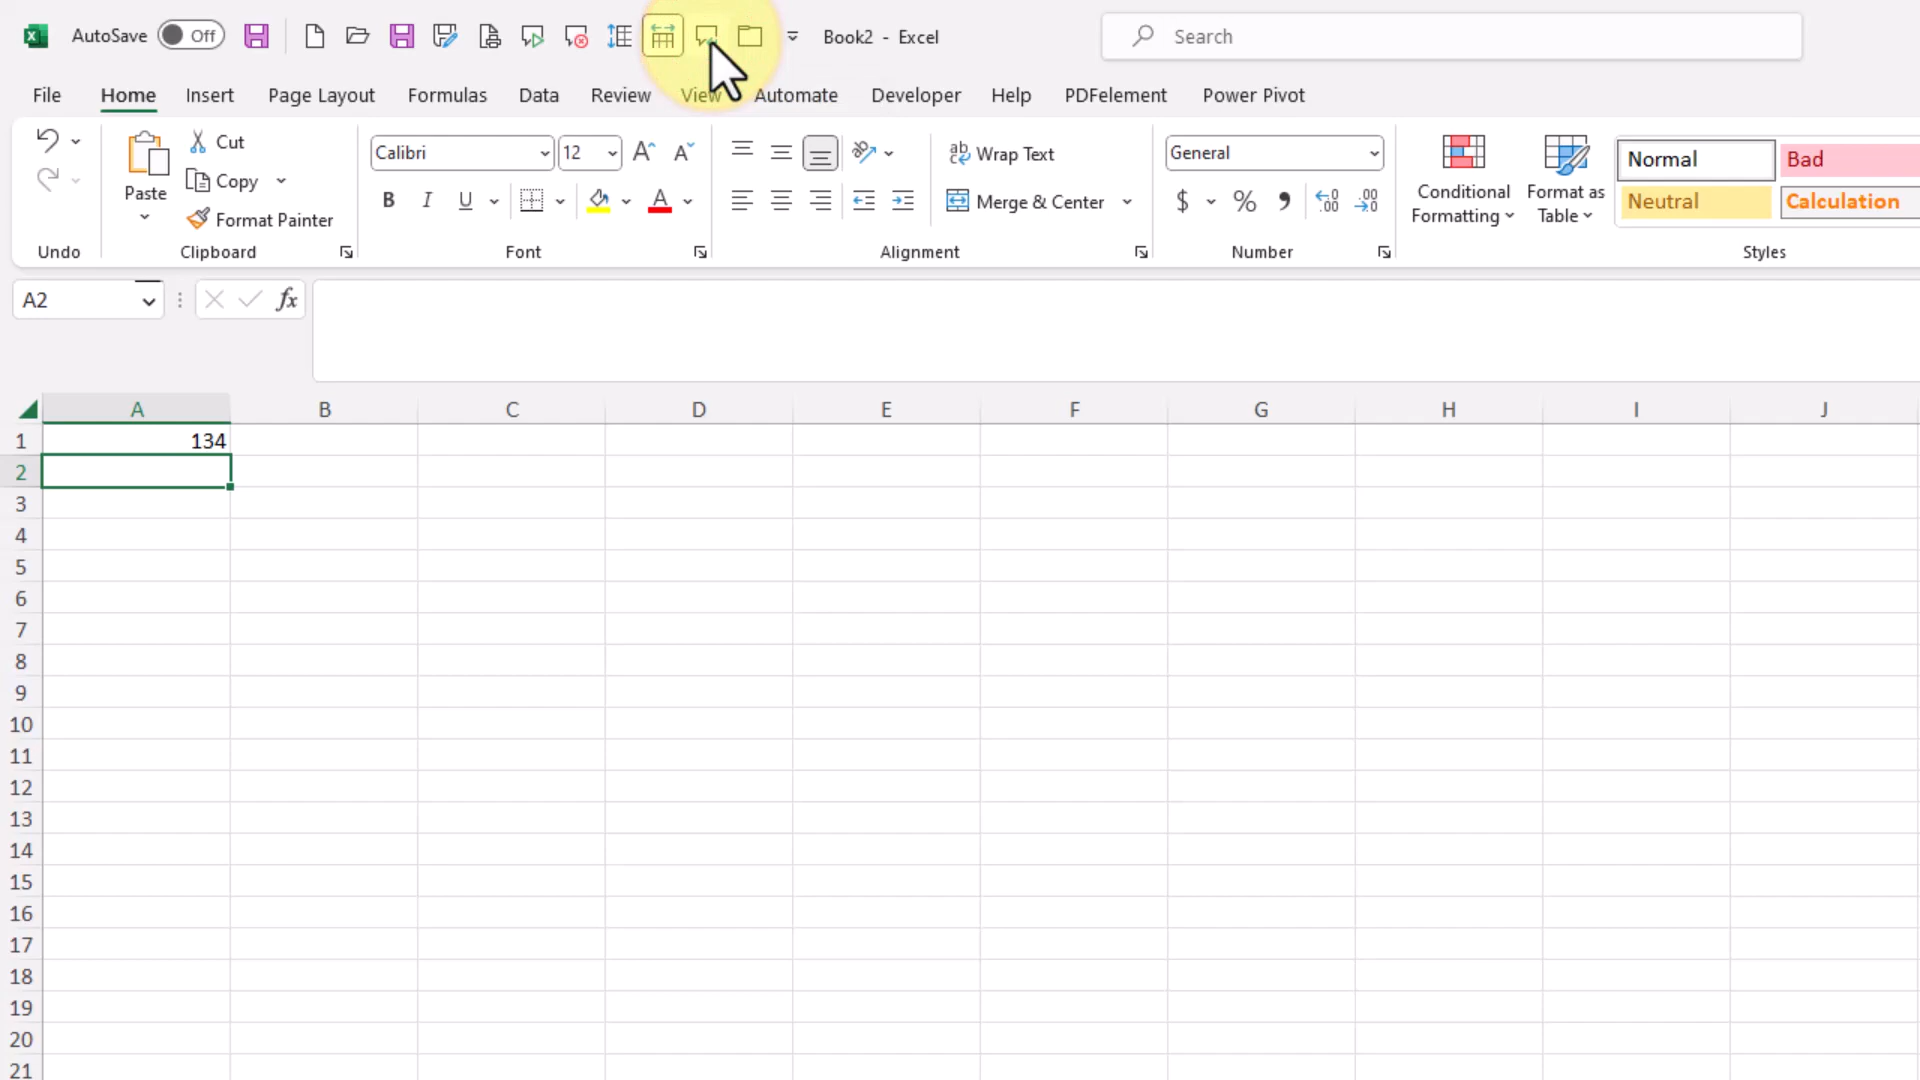 AutoSave Off Book2 - Excel Search
File Home Insert Page Layout Formulas Data Review View Automate Developer Help PDFelement Power Pivot
Paste
Cut
Copy
Format Painter
Calibri 12
B I U A
ab Wrap Text
Merge & Center
General
$ % , .00 .00
Conditional
Formatting
Format as
Table
Normal Bad
Neutral Calculation
Undo Clipboard Font Alignment Number Styles
A2 fx
A B C D E F G H I J
1 134
2
3
4
5
6
7
8
9
10
11
12
13
14
15
16
17
18
19
20
21